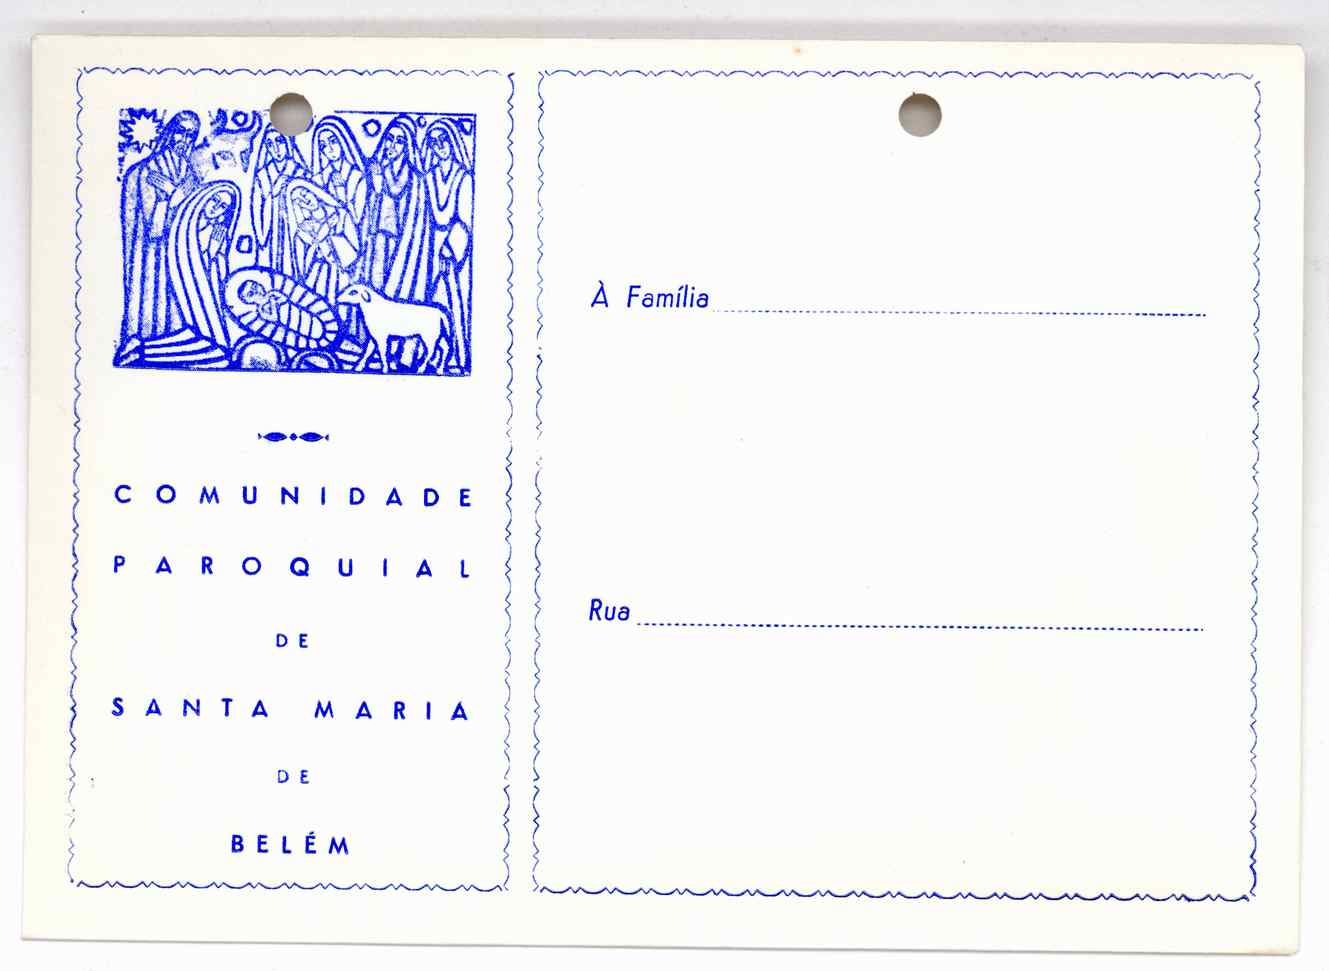 COMUNIDADE
PAROQUIAL
DE
SANTA MARIA
DE
BELÉM
À Família
Rua